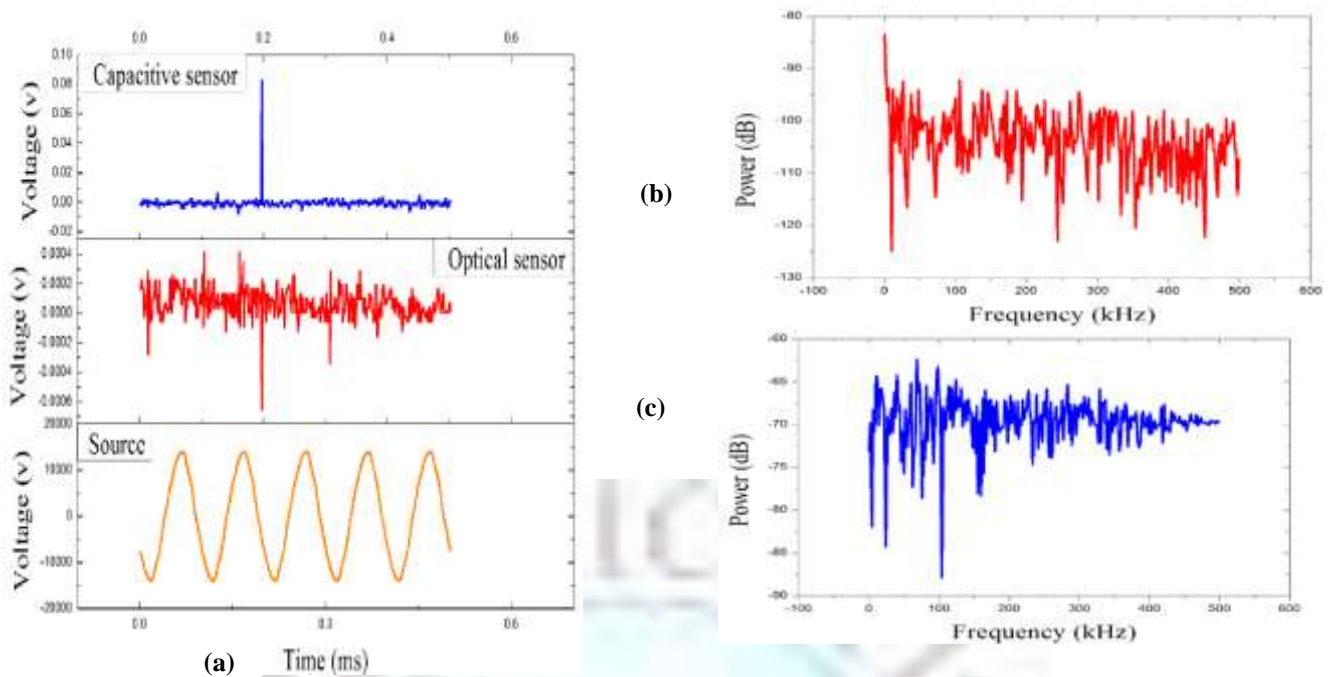 0.0 0.2 0.4 0.6
0.10
0.08
0.06
0.04
0.02
0.00
-0.02
Voltage (v)
Capacitive sensor
0.0004
0.0002
0.0000
-0.0002
-0.0004
-0.0006
Voltage (v)
Optical sensor
20000
10000
0
-10000
-20000
Voltage (v)
Source
0.0 0.3 0.6
(a) Time (ms)
(b)
-80
-90
-100
-110
-120
-130
Power (dB)
-100 0 100 200 300 400 500 600
Frequency (kHz)
(c)
-60
-65
-70
-75
-80
-85
-90
Power (dB)
-100 0 100 200 300 400 500 600
Frequency (kHz)
IC